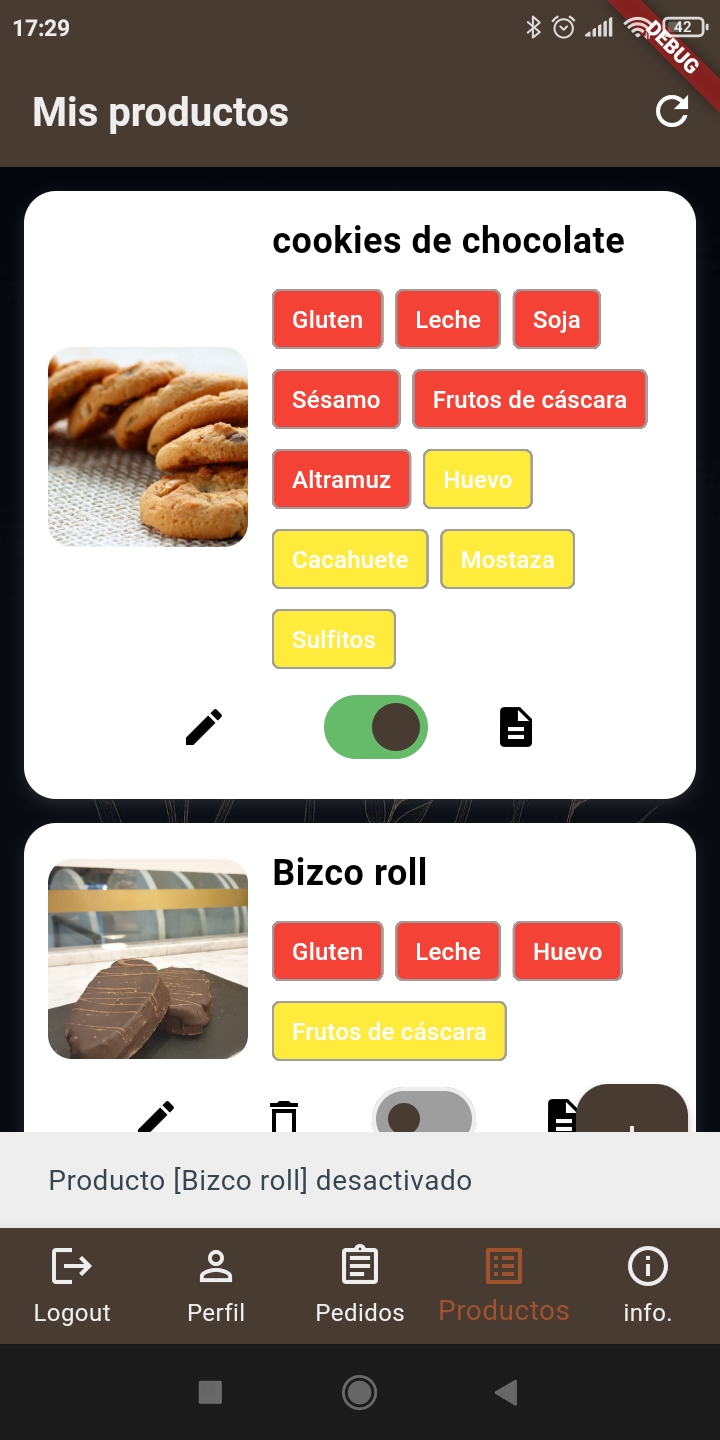 17:29
42
DEBUG
Mis productos
cookies de chocolate
Gluten Leche Soja
Sésamo Frutos de cáscara
Altramuz Huevo
Cacahuete Mostaza
Sulfitos
Bizco roll
Gluten Leche Huevo
Frutos de cáscara
Producto [Bizco roll] desactivado
Logout Perfil Pedidos Productos info.